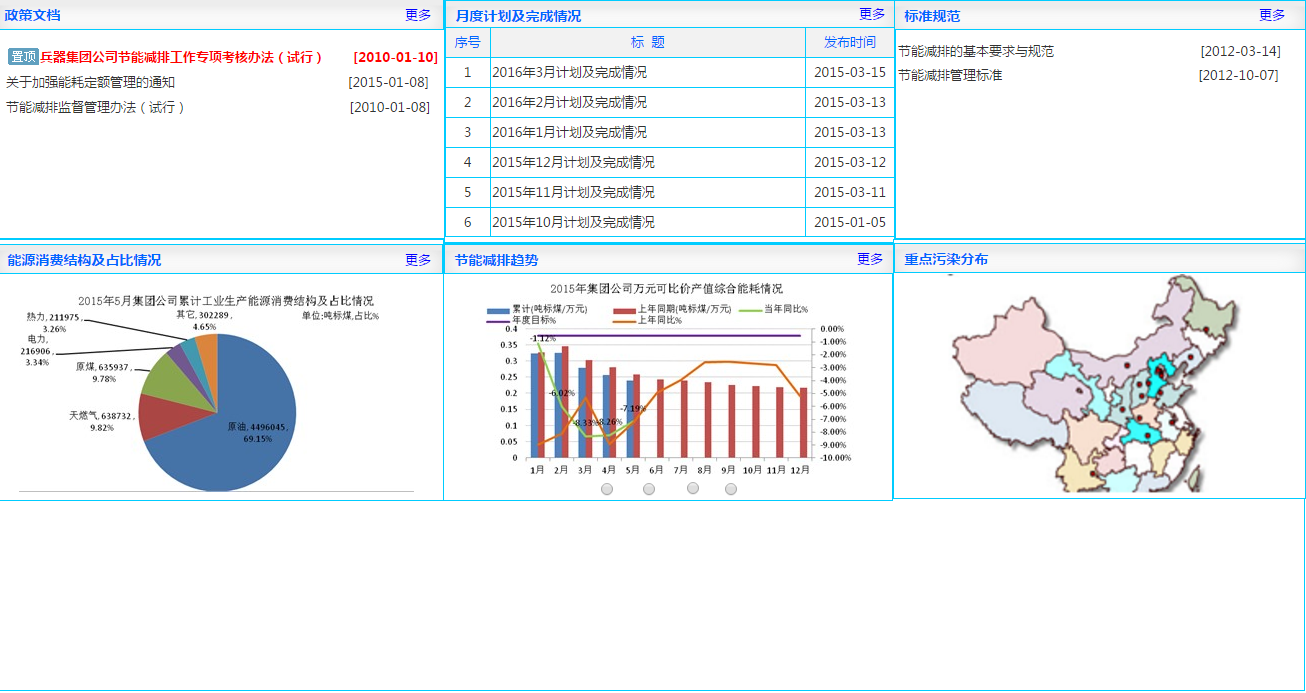 政策文档 更多
置顶 兵器集团公司节能减排工作专项考核办法（试行） [2010-01-10]
关于加强能耗定额管理的通知 [2015-01-08]
节能减排监督管理办法（试行） [2010-01-08]
月度计划及完成情况 更多
序号 标 题 发布时间
1 2016年3月计划及完成情况 2015-03-15
2 2016年2月计划及完成情况 2015-03-13
3 2016年1月计划及完成情况 2015-03-13
4 2015年12月计划及完成情况 2015-03-12
5 2015年11月计划及完成情况 2015-03-11
6 2015年10月计划及完成情况 2015-01-05
标准规范 更多
节能减排的基本要求与规范 [2012-03-14]
节能减排管理标准 [2012-10-07]
能源消费结构及占比情况 更多
2015年5月集团公司累计工业生产能源消费结构及占比情况
单位:吨标煤,占比%
热力, 211975,
3.26%
其它, 302289,
4.65%
电力,
216906,
3.34%
原煤, 635937,
9.78%
天燃气, 638732,
9.82%
原油, 4496045,
69.15%
节能减排趋势 更多
2015年集团公司万元可比价产值综合能耗情况
累计(吨标煤/万元) 上年同期(吨标煤/万元) 当年同比%
年度目标% 上年同比%
0.4 0.00%
0.35 -1.00%
0.3 -2.00%
0.25 -3.00%
0.2 -4.00%
0.15 -5.00%
0.1 -6.00%
0.05 -7.00%
0 -8.00%
-9.00%
-10.00%
-1.12%
-6.02%
-8.33%
-8.26%
-7.19%
1月 2月 3月 4月 5月 6月 7月 8月 9月 10月 11月 12月
重点污染分布